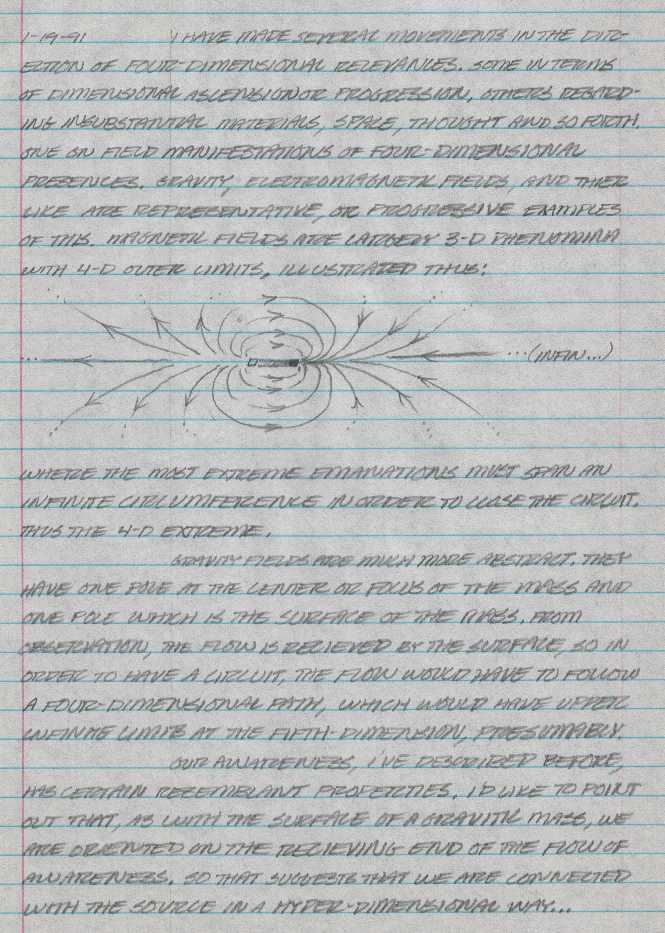 1-19-91 I HAVE MADE SEVERAL MOVEMENTS IN THE DIR-
ECTION OF FOUR-DIMENSIONAL RELEVANCES. SOME IN TERMS
OF DIMENSIONAL ASCENSION OR PROGRESSION, OTHERS REGARD-
ING INSUBSTANTIAL MATERIALS, SPACE, THOUGHT AND SO FORTH.
ONE ON FIELD MANIFESTATIONS OF FOUR-DIMENSIONAL
PRESENCES. GRAVITY, ELECTROMAGNETIC FIELDS, AND THIER
LIKE ARE REPRESENTATIVE, OR PROGRESSIVE EXAMPLES
OF THIS. MAGNETIC FIELDS ARE LARGELY 3-D PHENOMINA
WITH 4-D OUTER LIMITS, ILLUSTRATED THUS:
...(INFIN...)
WHERE THE MOST EXTREME EMANATIONS MUST SPAN AN
INFINITE CIRCUMFERENCE IN ORDER TO CLOSE THE CIRCUIT.
THUS THE 4-D EXTREME.
GRAVITY FIELDS ARE MUCH MORE ABSTRACT. THEY
HAVE ONE POLE AT THE CENTER OR FOCUS OF THE MASS AND
ONE POLE WHICH IS THE SURFACE OF THE MASS. FROM
OBSERVATION, THE FLOW IS RECIEVED BY THE SURFACE, SO IN
ORDER TO HAVE A CIRCUIT, THE FLOW WOULD HAVE TO FOLLOW
A FOUR-DIMENSIONAL PATH, WHICH WOULD HAVE UPPER
INFINITE LIMITS AT THE FIFTH-DIMENSION, PRESUMABLY.
OUR AWARENESS, I'VE DESCRIBED BEFORE,
HAS CERTAIN RESEMBLANT PROPERTIES. I'D LIKE TO POINT
OUT THAT, AS WITH THE SURFACE OF A GRAVITIC MASS, WE
ARE ORIENTED ON THE RECIEVING END OF THE FLOW OF
AWARENESS. SO THAT SUGGESTS THAT WE ARE CONNECTED
WITH THE SOURCE IN A HYPER-DIMENSIONAL WAY...